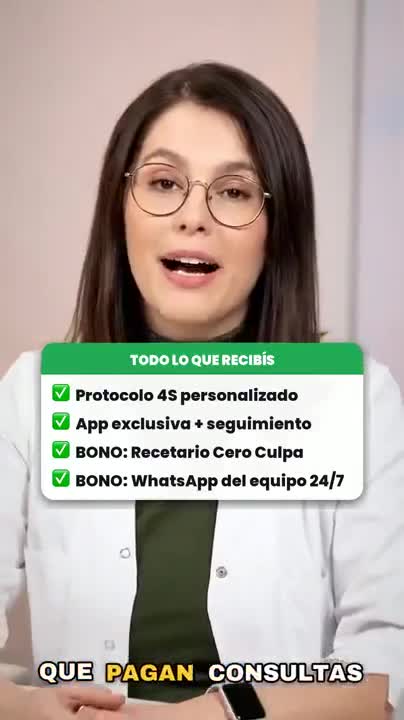 TODO LO QUE RECIBÍS
✅ Protocolo 4S personalizado
✅ App exclusiva + seguimiento
✅ BONO: Recetario Cero Culpa
✅ BONO: WhatsApp del equipo 24/7
QUE PAGAN CONSULTAS